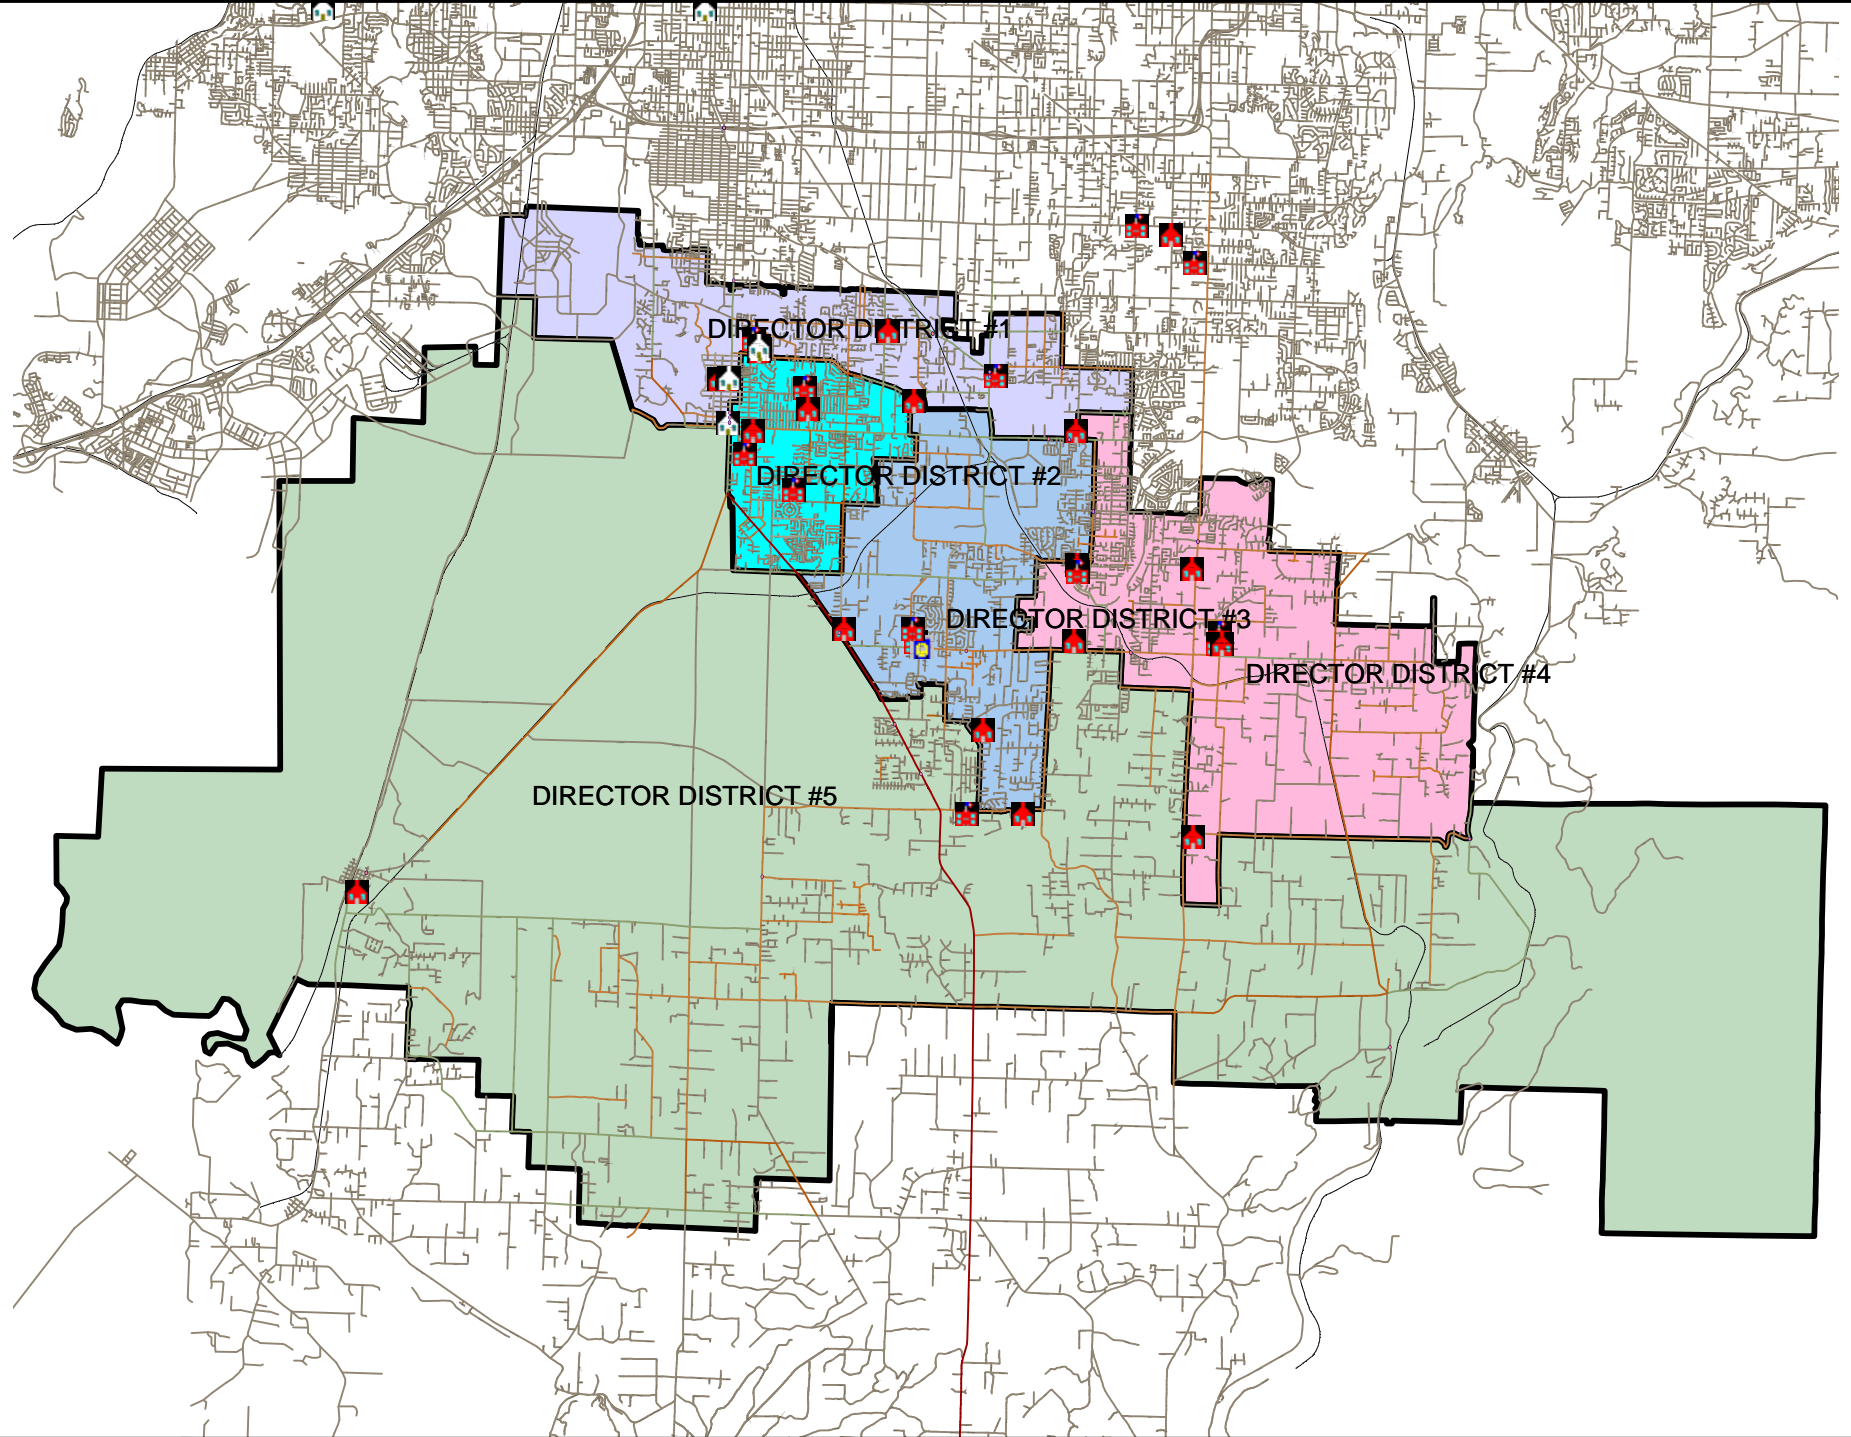 DIRECTOR DISTRICT #1
DIRECTOR DISTRICT #2
DIRECTOR DISTRICT #3
DIRECTOR DISTRICT #4
DIRECTOR DISTRICT #5